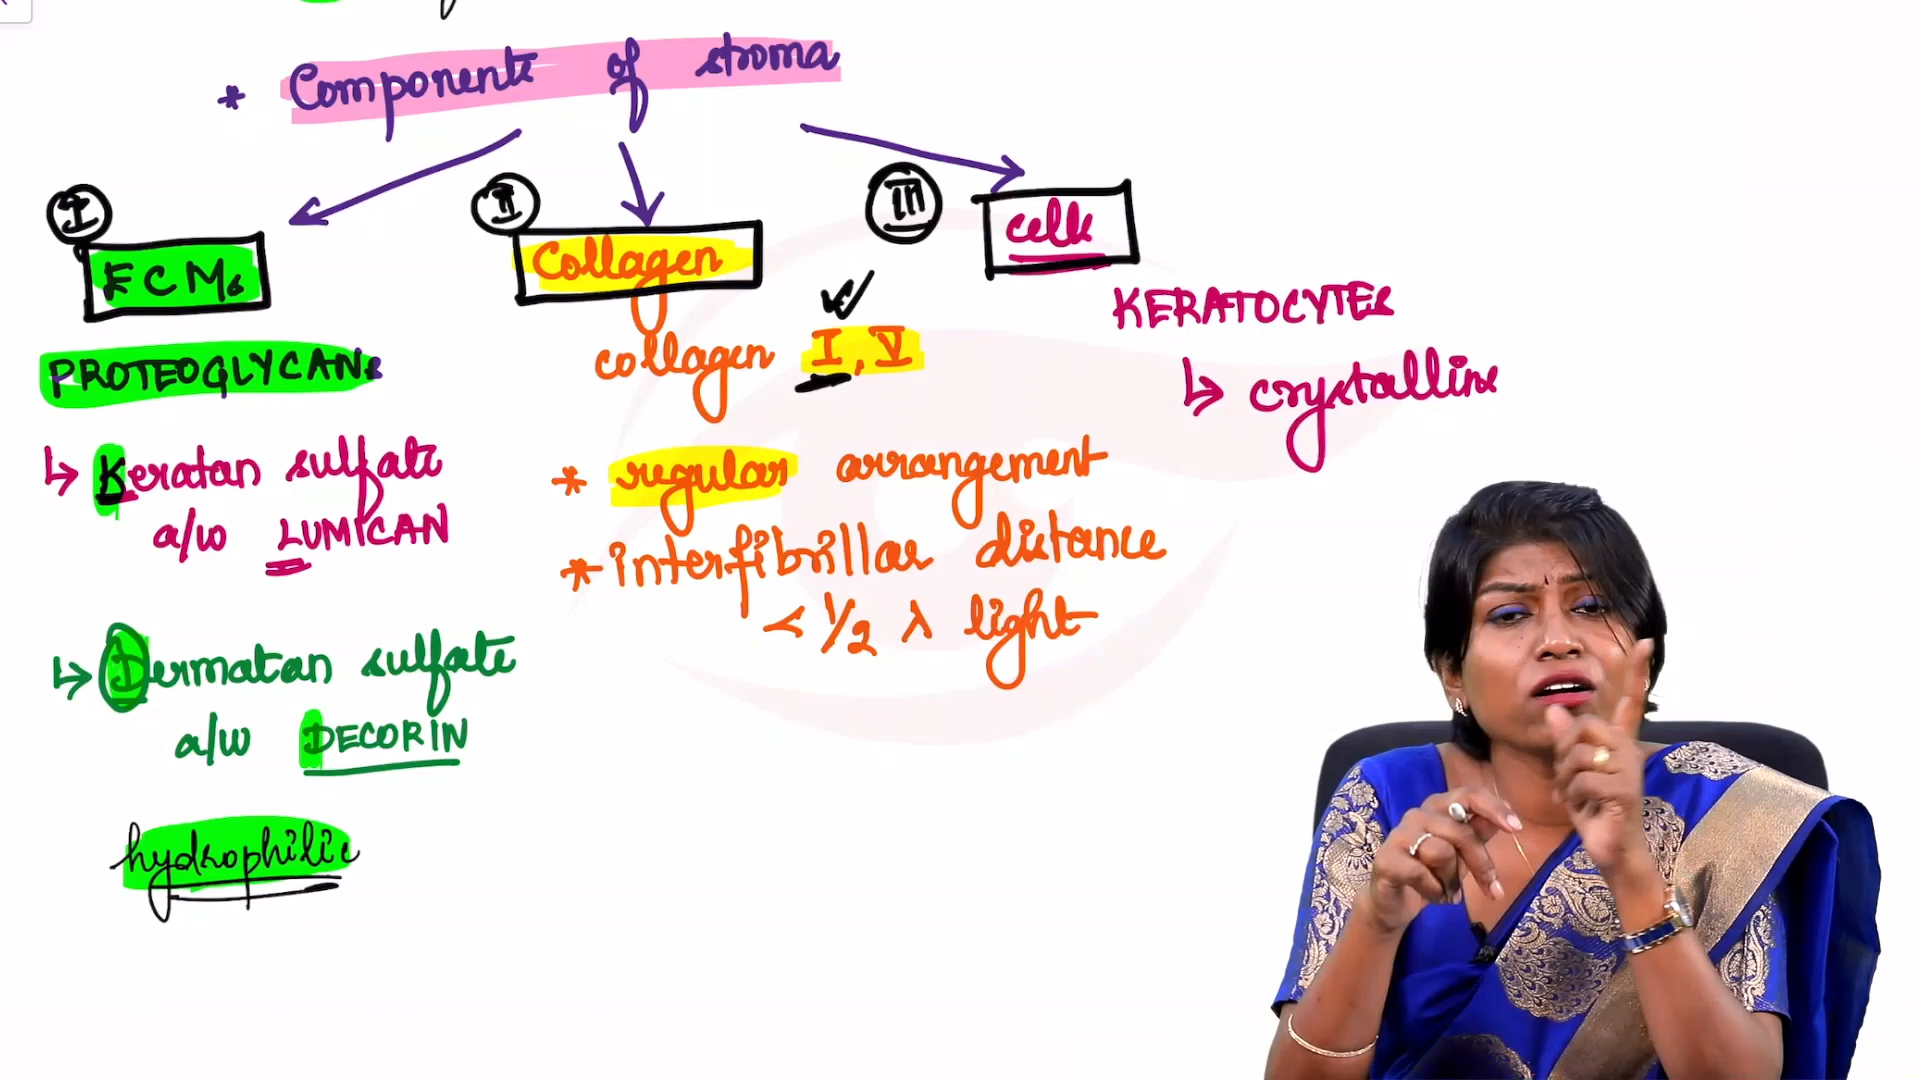 * Components of stroma
I
ECMs
PROTEOGLYCANs
↳ Keratan sulfate
a/w LUMICAN
↳ Dermatan sulfate
a/w DECORIN
hydrophilic
II
Collagen
collagen I, V
* regular arrangement
* interfibrillar distance
< 1/2 λ light
III
cells
KERATOCYTES
↳ crystallins